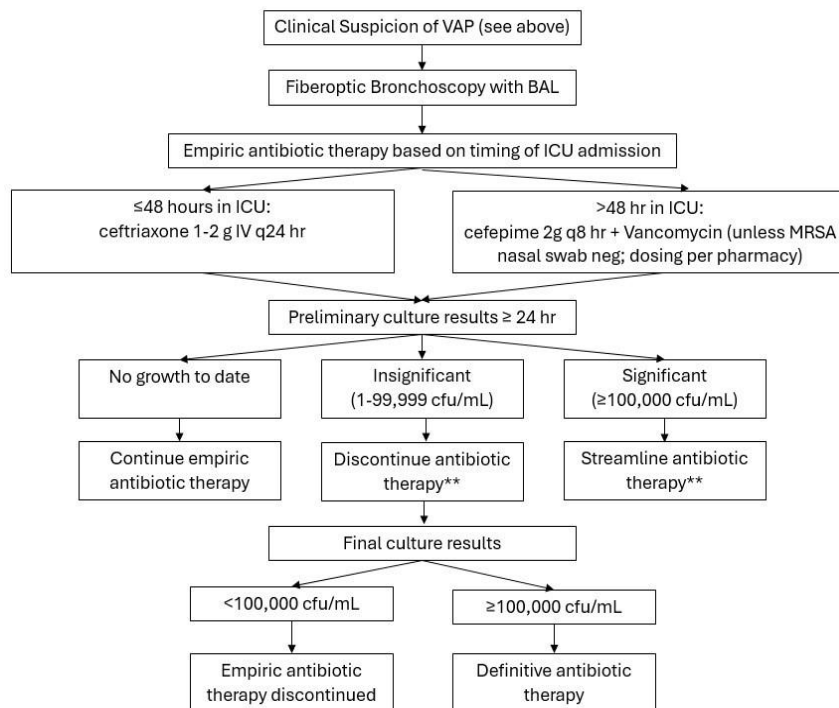 Clinical Suspicion of VAP (see above)
Fiberoptic Bronchoscopy with BAL
Empiric antibiotic therapy based on timing of ICU admission
≤48 hours in ICU:
ceftriaxone 1-2 g IV q24 hr
>48 hr in ICU:
cefepime 2g q8 hr + Vancomycin (unless MRSA
nasal swab neg; dosing per pharmacy)
Preliminary culture results ≥ 24 hr
No growth to date
Insignificant
(1-99,999 cfu/mL)
Significant
(≥100,000 cfu/mL)
Continue empiric
antibiotic therapy
Discontinue antibiotic
therapy**
Streamline antibiotic
therapy**
Final culture results
<100,000 cfu/mL
≥100,000 cfu/mL
Empiric antibiotic
therapy discontinued
Definitive antibiotic
therapy